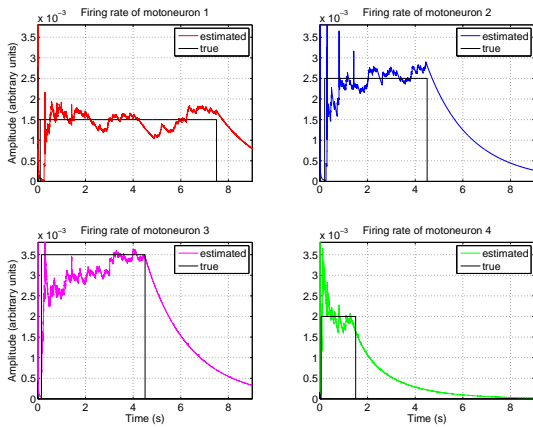 Firing rate of motoneuron 1
x 10⁻³
3.5
3
2.5
2
1.5
1
0.5
0
0 2 4 6 8
Amplitude (arbitrary units)
estimated
true
Firing rate of motoneuron 2
x 10⁻³
3.5
3
2.5
2
1.5
1
0.5
0
0 2 4 6 8
estimated
true
Firing rate of motoneuron 3
x 10⁻³
3.5
3
2.5
2
1.5
1
0.5
0
0 2 4 6 8
Amplitude (arbitrary units)
Time (s)
estimated
true
Firing rate of motoneuron 4
x 10⁻³
3.5
3
2.5
2
1.5
1
0.5
0
0 2 4 6 8
Time (s)
estimated
true